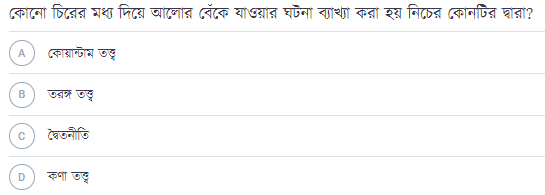 কোনো চিরের মধ্য দিয়ে আলোর বেঁকে যাওয়ার ঘটনা ব্যাখ্যা করা হয় নিচের কোনটির দ্বারা?
A কোয়ান্টাম তত্ত্ব
B তরঙ্গ তত্ত্ব
C দ্বৈতনীতি
D কণা তত্ত্ব